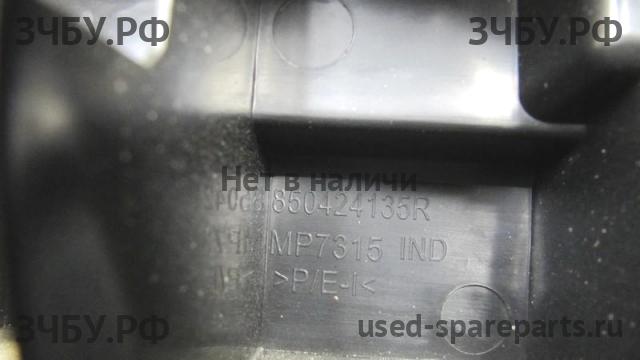 ЗЧБУ.РФ ЗЧБУ.РФ
Нет в наличи
850424135R
MP7315 IND
>P/E-I<
ЗЧБУ.РФ used-spareparts.ru